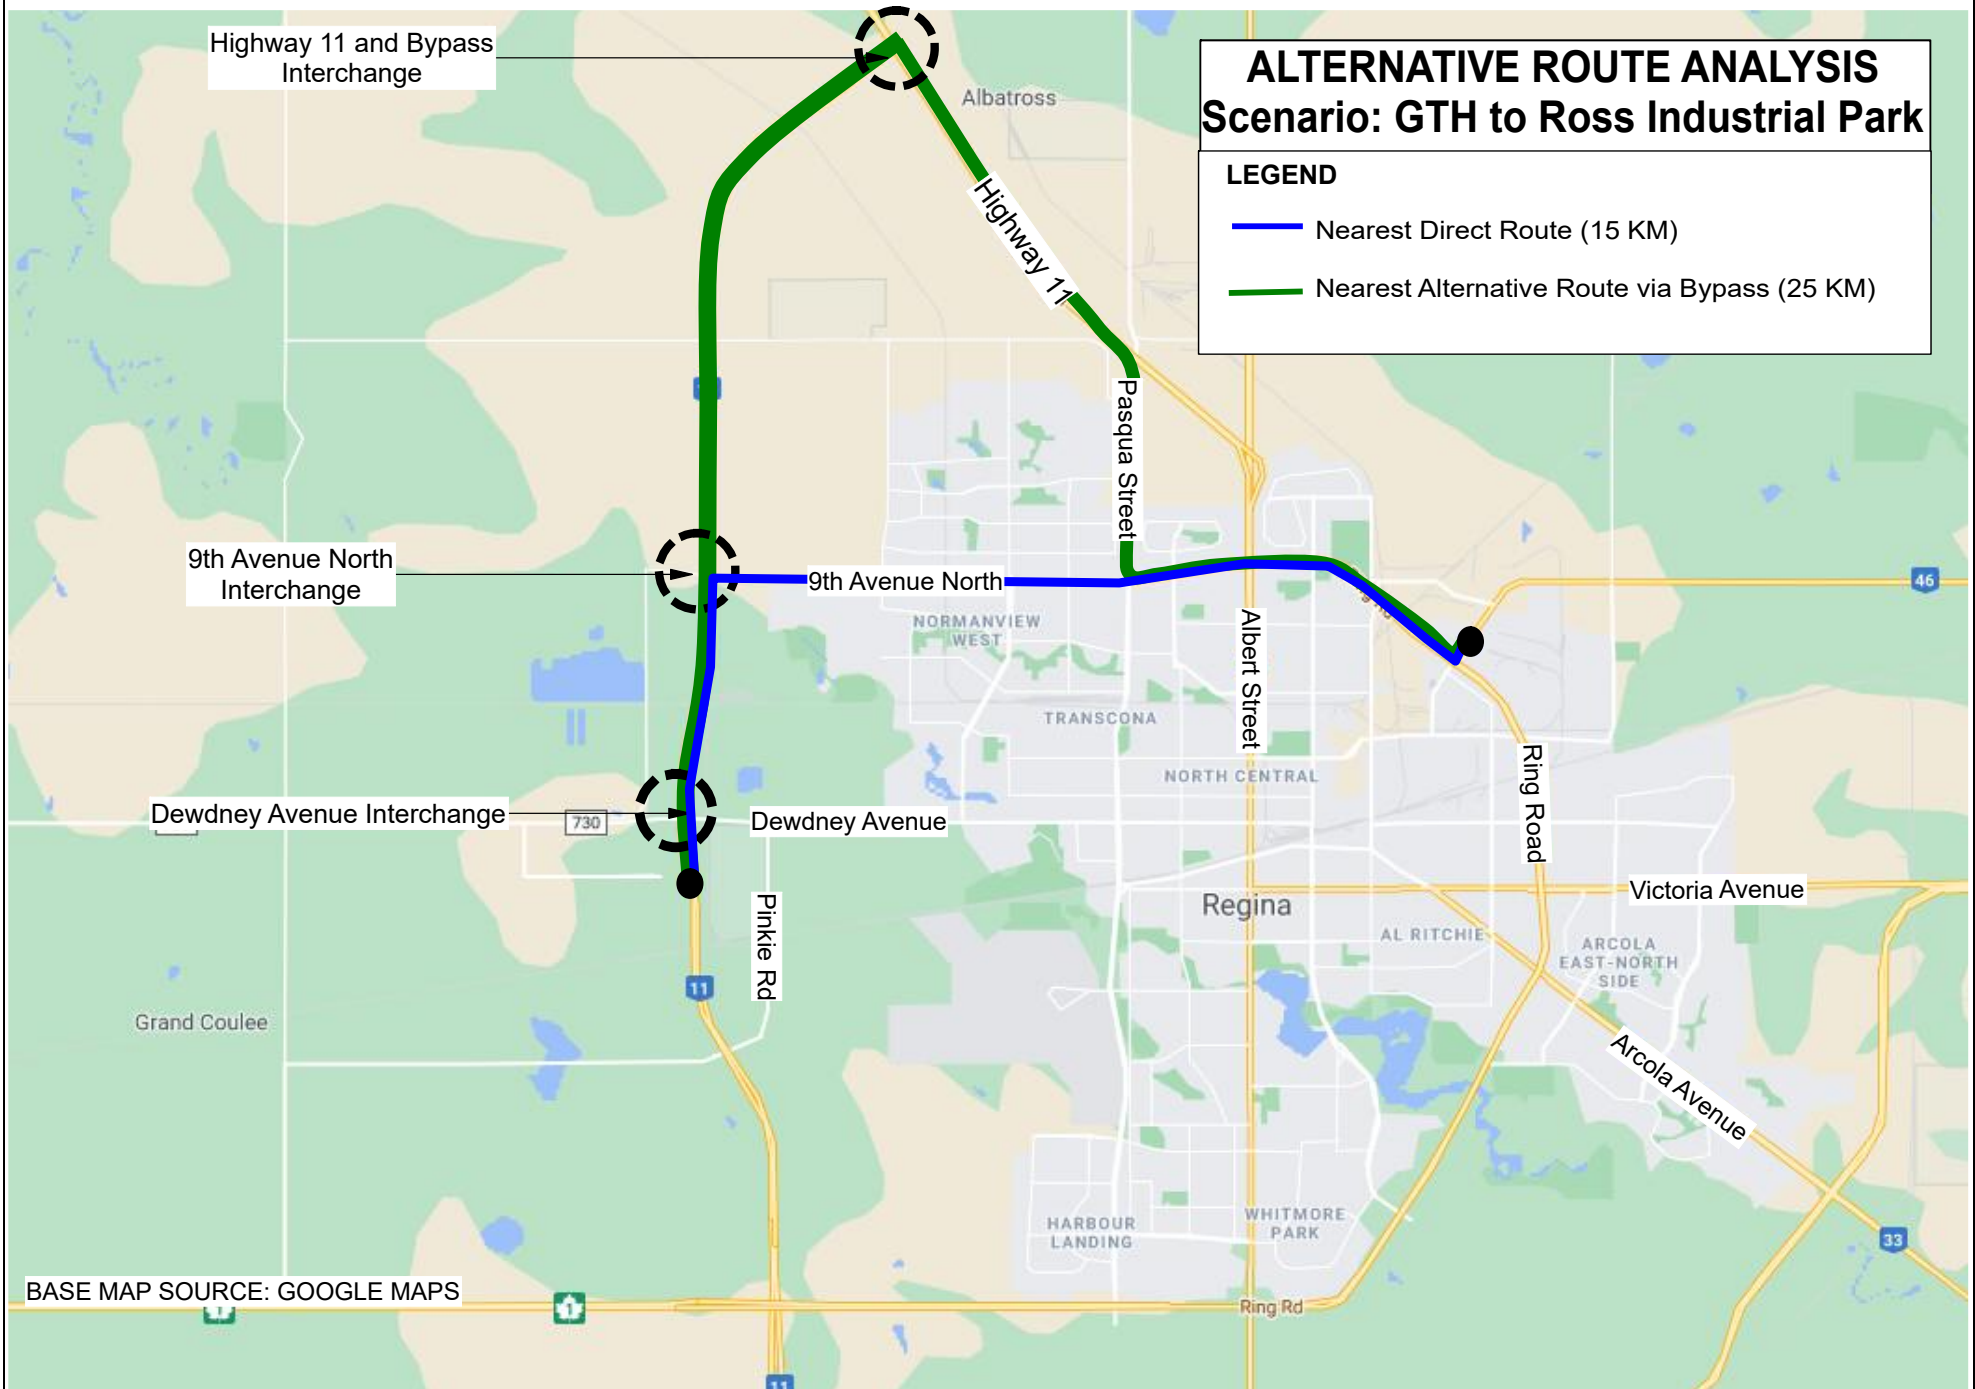 Highway 11 and Bypass
Interchange
Albatross
ALTERNATIVE ROUTE ANALYSIS
Scenario: GTH to Ross Industrial Park
LEGEND
Nearest Direct Route (15 KM)
Nearest Alternative Route via Bypass (25 KM)
Highway 11
Pasqua Street
9th Avenue North
Interchange
9th Avenue North
46
NORMANVIEW
WEST
Albert Street
TRANSCONA
NORTH CENTRAL
Ring Road
Dewdney Avenue Interchange
730
Dewdney Avenue
Victoria Avenue
Pinkie Rd
Regina
AL RITCHIE
ARCOLA
EAST-NORTH
SIDE
11
Grand Coulee
Arcola Avenue
HARBOUR
LANDING
WHITMORE
PARK
33
BASE MAP SOURCE: GOOGLE MAPS
1
1
Ring Rd
11